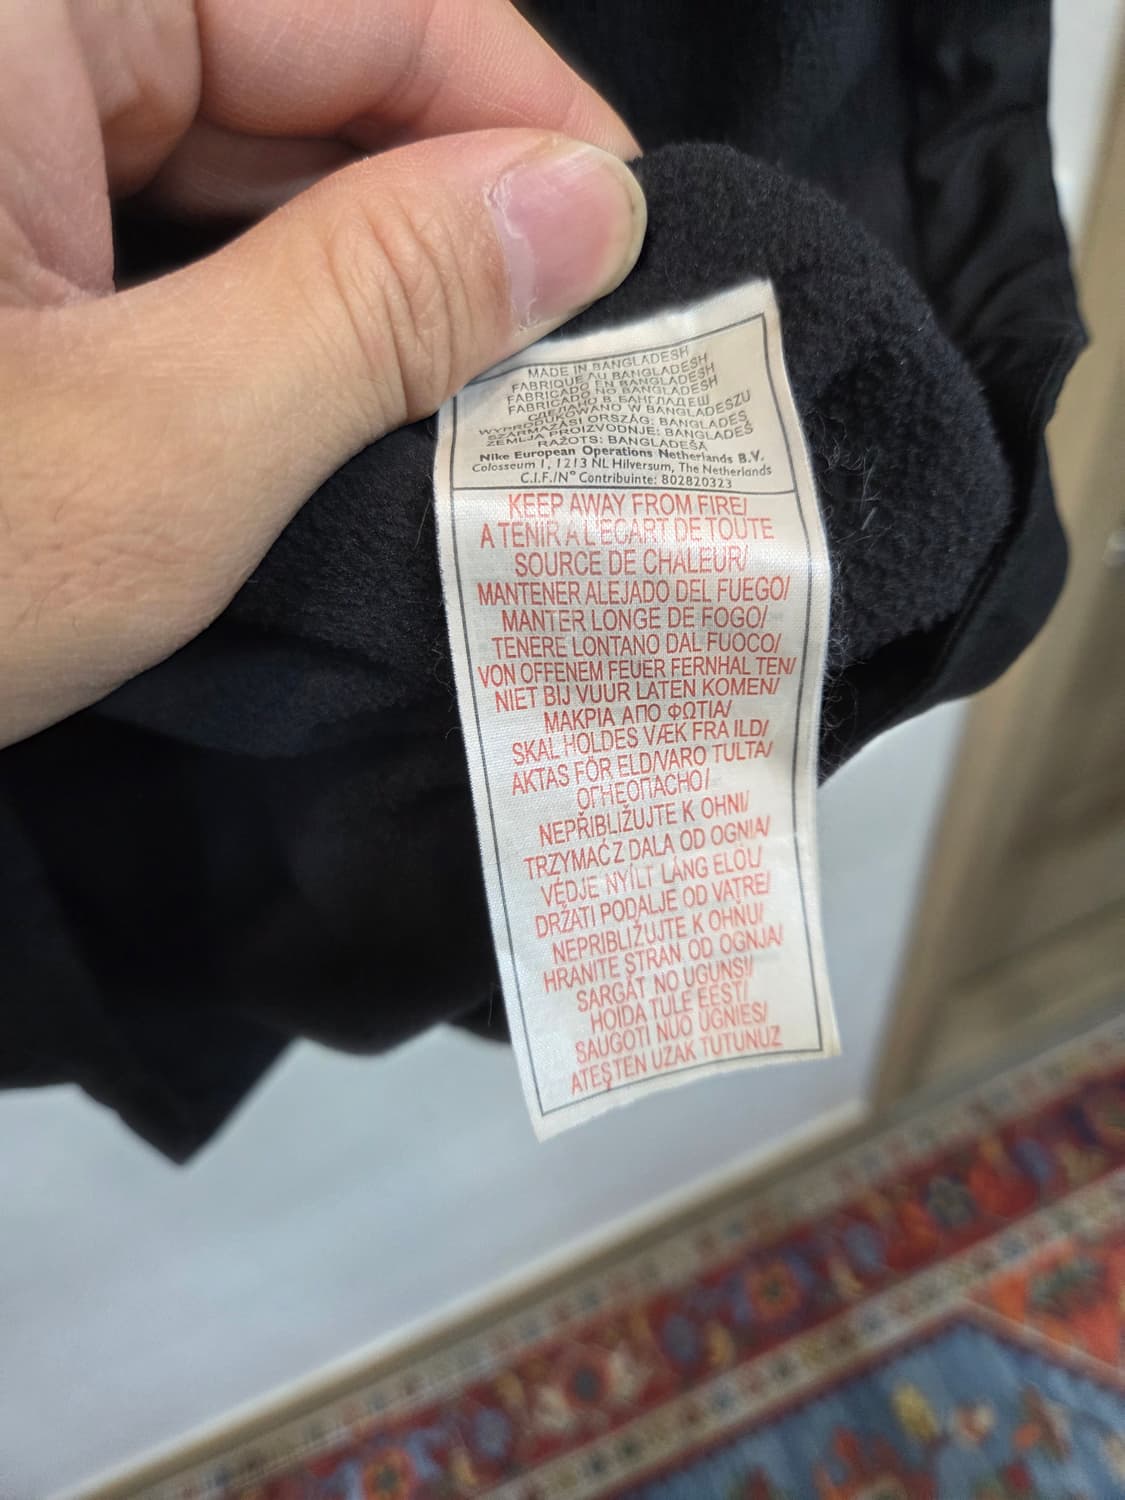 MADE IN BANGLADESH
FABRIQUE AU BANGLADESH
FABRICADO EN BANGLADESH
FABRICADO NO BANGLADESH
СДЕЛАНО В БАНГЛАДЕШ
WYPRODUKOWANO W BANGLADESZU
SZÁRMAZÁSI ORSZÁG: BANGLADES
ZEMLJA PROIZVODNJE: BANGLADEŠ
RAŽOTS: BANGLADEŠA
Nike European Operations Netherlands B.V.
Colosseum 1, 1213 NL Hilversum, The Netherlands
C.I.F./N° Contribuinte: 802820323
KEEP AWAY FROM FIRE/
A TENIR A L'ECART DE TOUTE
SOURCE DE CHALEUR/
MANTENER ALEJADO DEL FUEGO/
MANTER LONGE DE FOGO/
TENERE LONTANO DAL FUOCO/
VON OFFENEM FEUER FERNHALTEN/
NIET BIJ VUUR LATEN KOMEN/
ΜΑΚΡΙΑ ΑΠΟ ΦΩΤΙΑ/
SKAL HOLDES VÆK FRA ILD/
AKTAS FÖR ELD/VARO TULTA/
ОГНЕОПАСНО/
NEPŘIBLIŽUJTE K OHNI/
TRZYMAĆ Z DALA OD OGNIA/
VÉDJE NYÍLT LÁNG ELÖL/
DRŽATI PODALJE OD VATRE/
NEPRIBLIŽUJTE K OHNU/
HRANITE STRAN OD OGNJA/
SARGĀT NO UGUNS/
HOIDA TULE EEST/
SAUGOTI NUO UGNIES/
ATEŞTEN UZAK TUTUNUZ